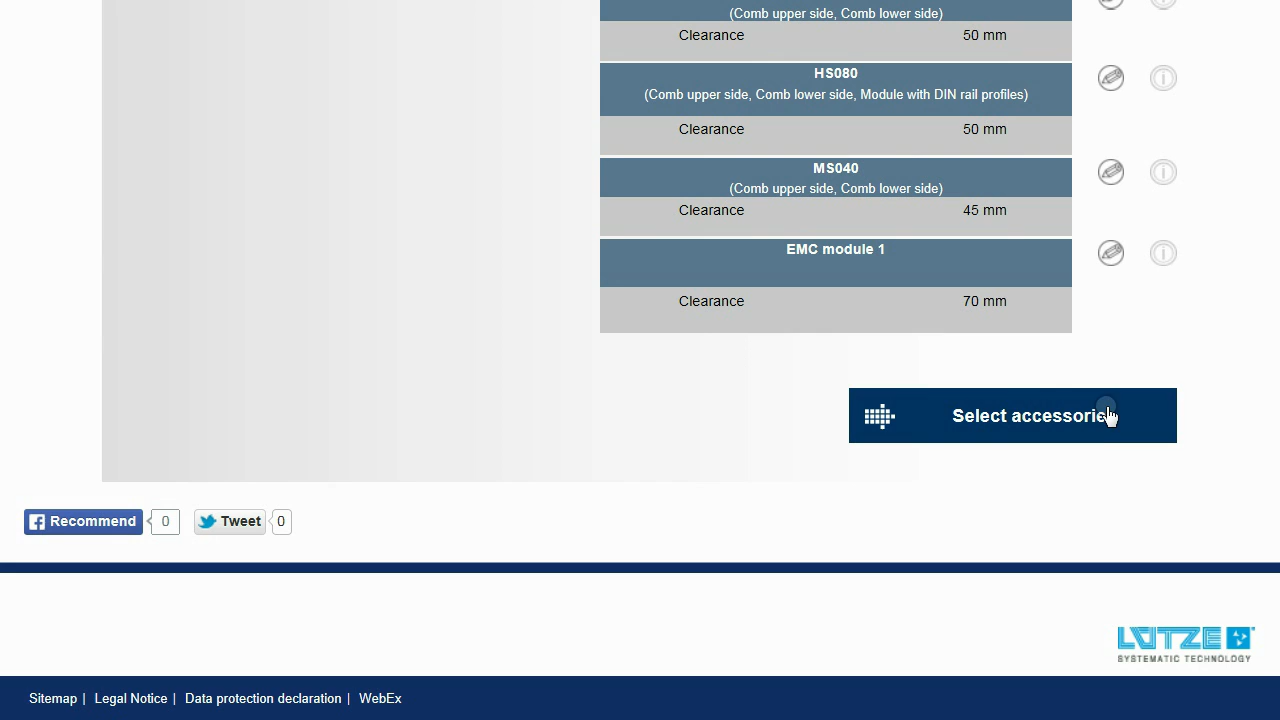 (Comb upper side, Comb lower side)
Clearance 50 mm
HS080
(Comb upper side, Comb lower side, Module with DIN rail profiles)
Clearance 50 mm
MS040
(Comb upper side, Comb lower side)
Clearance 45 mm
EMC module 1
Clearance 70 mm
Select accessories
Recommend 0 Tweet 0
LÜTZE
SYSTEMATIC TECHNOLOGY
Sitemap | Legal Notice | Data protection declaration | WebEx